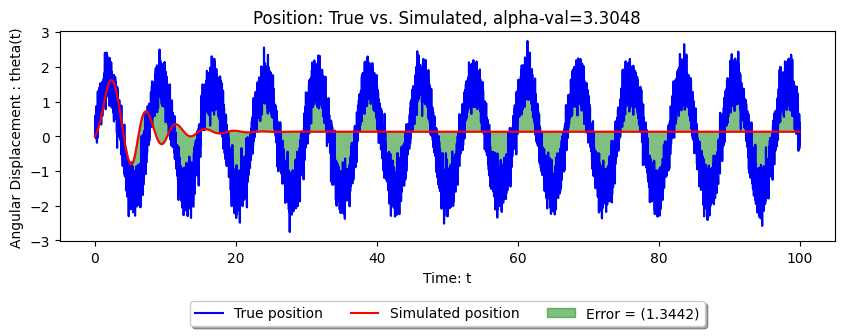 Position: True vs. Simulated, alpha-val=3.3048
Angular Displacement : theta(t)
3
2
1
0
−1
−2
−3
0 20 40 60 80 100
Time: t
True position Simulated position Error = (1.3442)